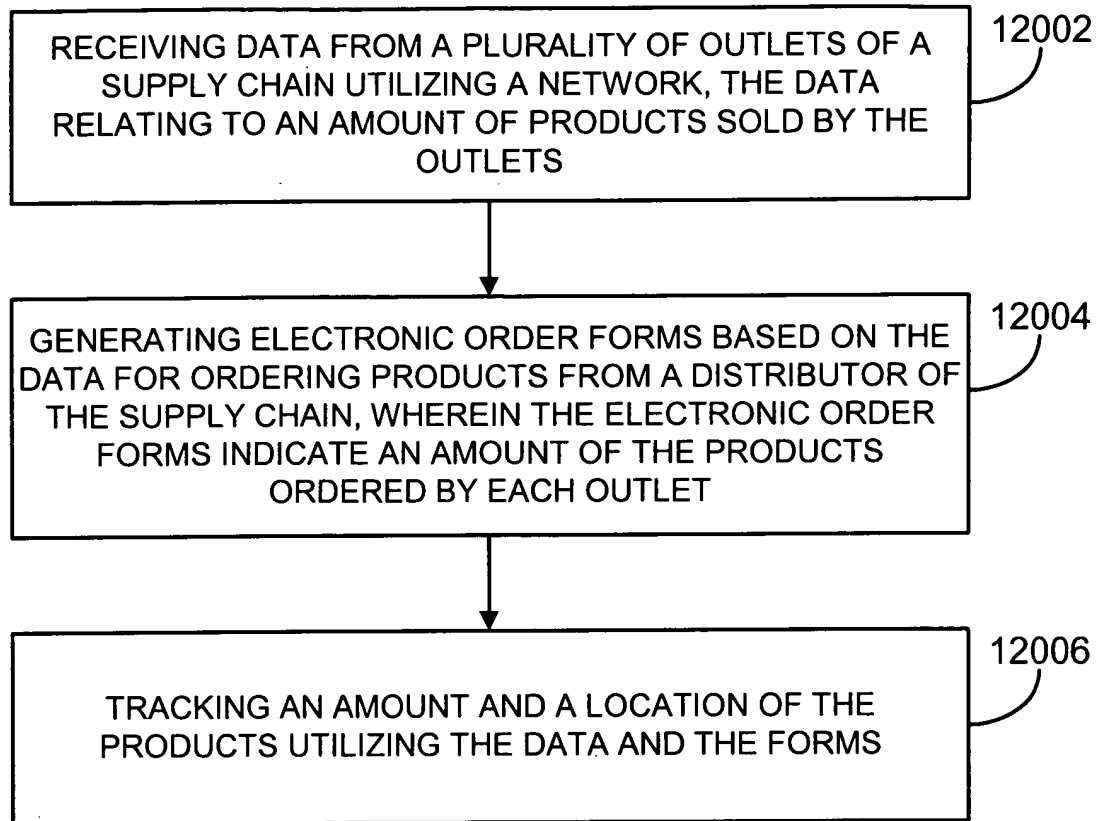 RECEIVING DATA FROM A PLURALITY OF OUTLETS OF A
SUPPLY CHAIN UTILIZING A NETWORK, THE DATA
RELATING TO AN AMOUNT OF PRODUCTS SOLD BY THE
OUTLETS
12002
GENERATING ELECTRONIC ORDER FORMS BASED ON THE
DATA FOR ORDERING PRODUCTS FROM A DISTRIBUTOR OF
THE SUPPLY CHAIN, WHEREIN THE ELECTRONIC ORDER
FORMS INDICATE AN AMOUNT OF THE PRODUCTS
ORDERED BY EACH OUTLET
12004
TRACKING AN AMOUNT AND A LOCATION OF THE
PRODUCTS UTILIZING THE DATA AND THE FORMS
12006